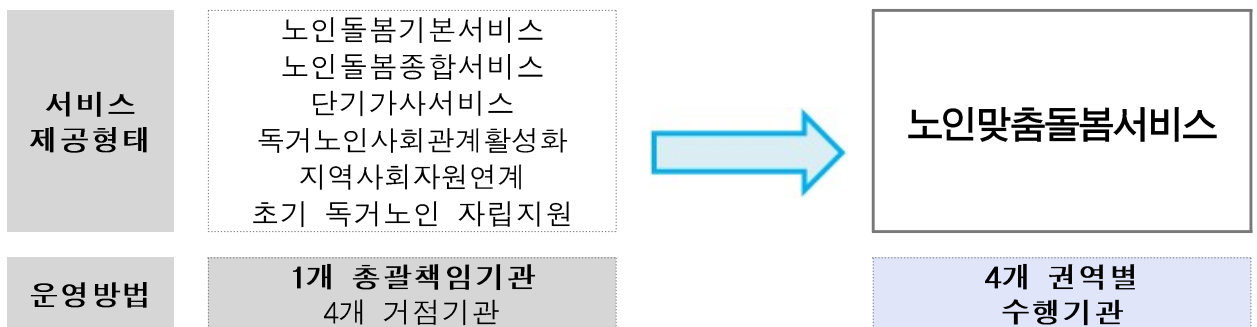 서비스
제공형태
노인돌봄기본서비스
노인돌봄종합서비스
단기가사서비스
독거노인사회관계활성화
지역사회자원연계
초기 독거노인 자립지원
노인맞춤돌봄서비스
운영방법
1개 총괄책임기관
4개 거점기관
4개 권역별
수행기관